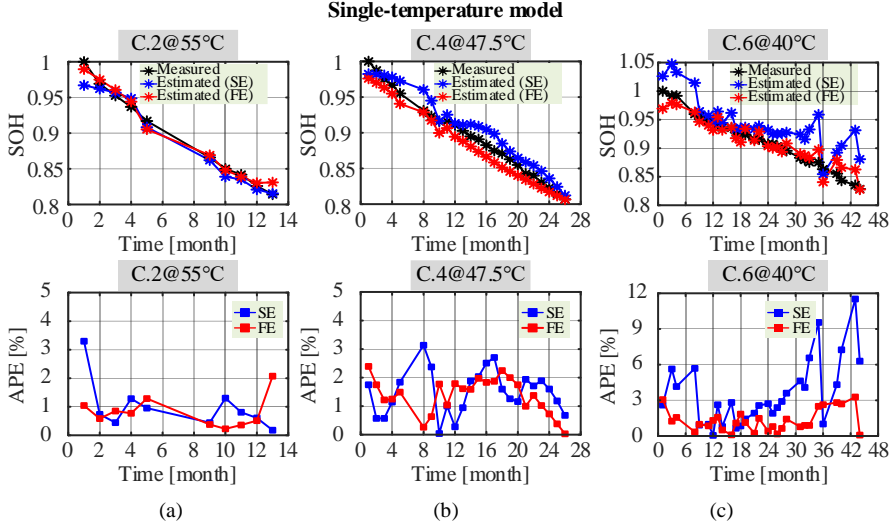 Single-temperature model
C.2@55°C
C.4@47.5°C
C.6@40°C
SOH
1
0.95
0.9
0.85
0.8
Measured
Estimated (SE)
Estimated (FE)
0 2 4 6 8 10 12 14
Time [month]
SOH
1
0.95
0.9
0.85
0.8
Measured
Estimated (SE)
Estimated (FE)
0 4 8 12 16 20 24 28
Time [month]
SOH
1.05
1
0.95
0.90
0.85
0.8
Measured
Estimated (SE)
Estimated (FE)
0 6 12 18 24 30 36 42 48
Time [month]
C.2@55°C
C.4@47.5°C
C.6@40°C
APE [%]
5
4
3
2
1
0
SE
FE
0 2 4 6 8 10 12 14
Time [month]
APE [%]
5
4
3
2
1
0
SE
FE
0 4 8 12 16 20 24 28
Time [month]
APE [%]
12
9
6
3
0
SE
FE
0 6 12 18 24 30 36 42 48
Time [month]
(a)
(b)
(c)